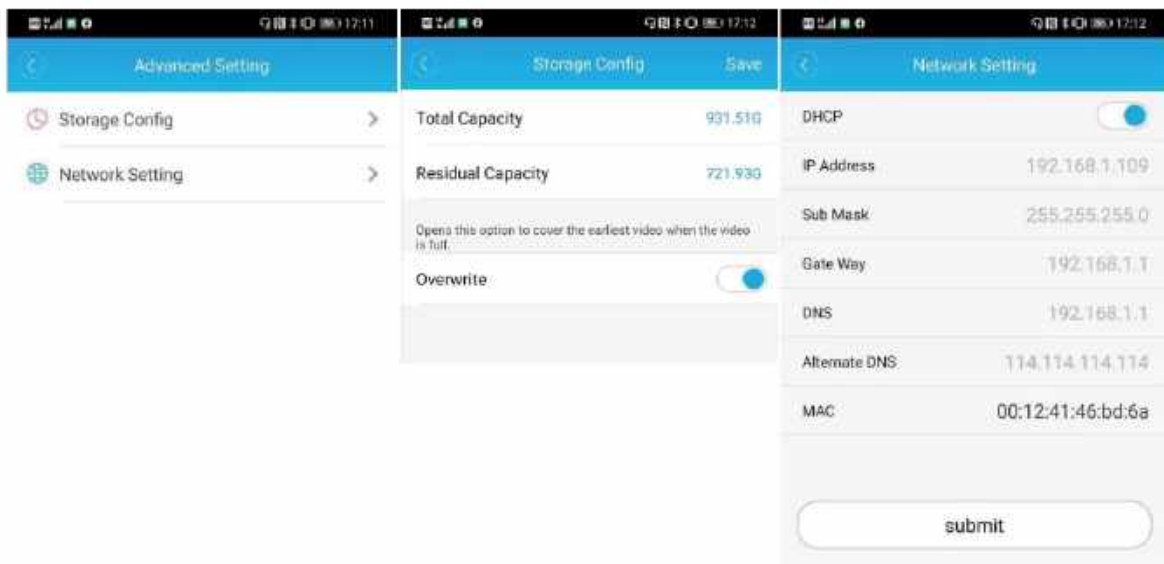 17:11
Advanced Setting
Storage Config
Network Setting
17:12
Storage Config
Save
Total Capacity
931.51G
Residual Capacity
721.93G
Opens this option to cover the earliest video when the video
is full.
Overwrite
17:12
Network Setting
DHCP
IP Address
192.168.1.109
Sub Mask
255.255.255.0
Gate Way
192.168.1.1
DNS
192.168.1.1
Alternate DNS
114.114.114.114
MAC
00:12:41:46:bd:6a
submit